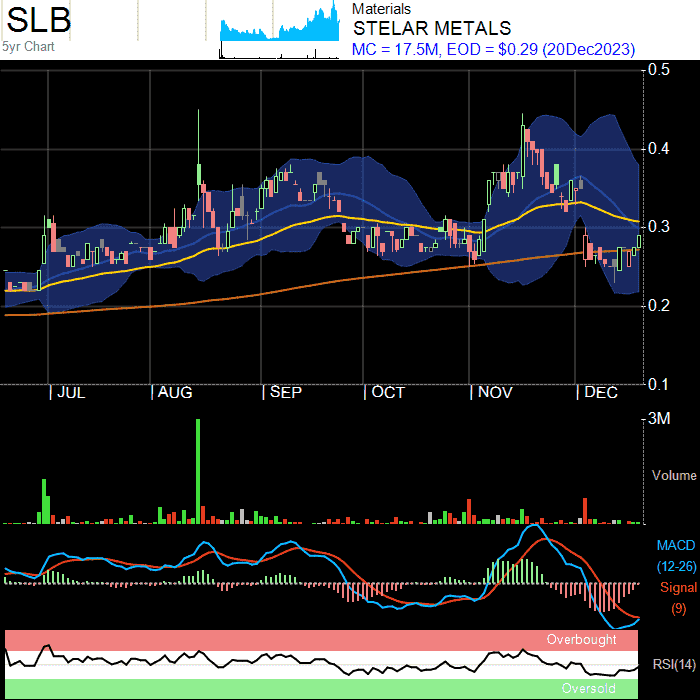 SLB
5yr Chart
Materials
STELAR METALS
MC = 17.5M, EOD = $0.29 (20Dec2023)
0.5
0.4
0.3
0.2
0.1
JUL AUG SEP OCT NOV DEC
3M
Volume
MACD
(12-26)
Signal
(9)
Overbought
RSI(14)
Oversold